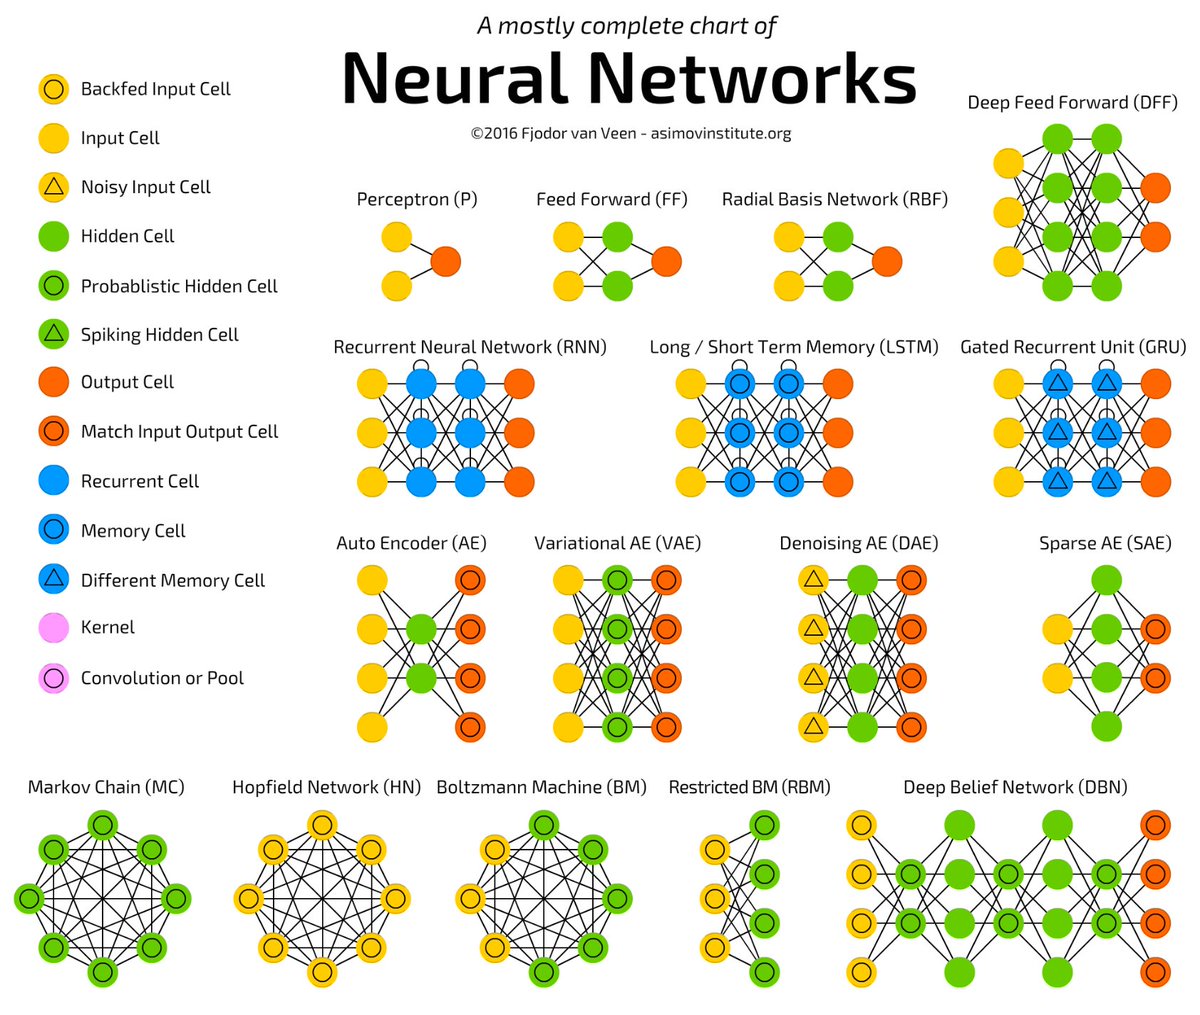 A mostly complete chart of
Neural Networks
©2016 Fjodor van Veen - asimovinstitute.org
Backfed Input Cell
Input Cell
Noisy Input Cell
Hidden Cell
Probablistic Hidden Cell
Spiking Hidden Cell
Output Cell
Match Input Output Cell
Recurrent Cell
Memory Cell
Different Memory Cell
Kernel
Convolution or Pool
Deep Feed Forward (DFF)
Perceptron (P)
Feed Forward (FF)
Radial Basis Network (RBF)
Recurrent Neural Network (RNN)
Long / Short Term Memory (LSTM)
Gated Recurrent Unit (GRU)
Auto Encoder (AE)
Variational AE (VAE)
Denoising AE (DAE)
Sparse AE (SAE)
Markov Chain (MC)
Hopfield Network (HN)
Boltzmann Machine (BM)
Restricted BM (RBM)
Deep Belief Network (DBN)